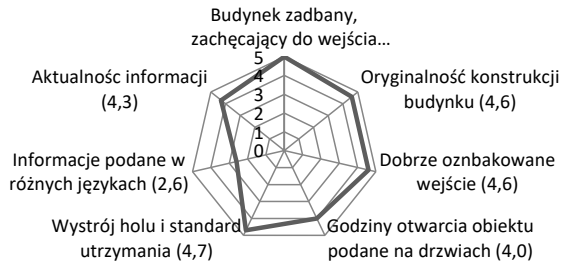 Budynek zadbany,
zachęcający do wejścia…
Oryginalność konstrukcji
budynku (4,6)
Dobrze oznbakowane
wejście (4,6)
Godziny otwarcia obiektu
podane na drzwiach (4,0)
Wystrój holu i standard
utrzymania (4,7)
Informacje podane w
różnych językach (2,6)
Aktualnośc informacji
(4,3)
5
4
3
2
1
0